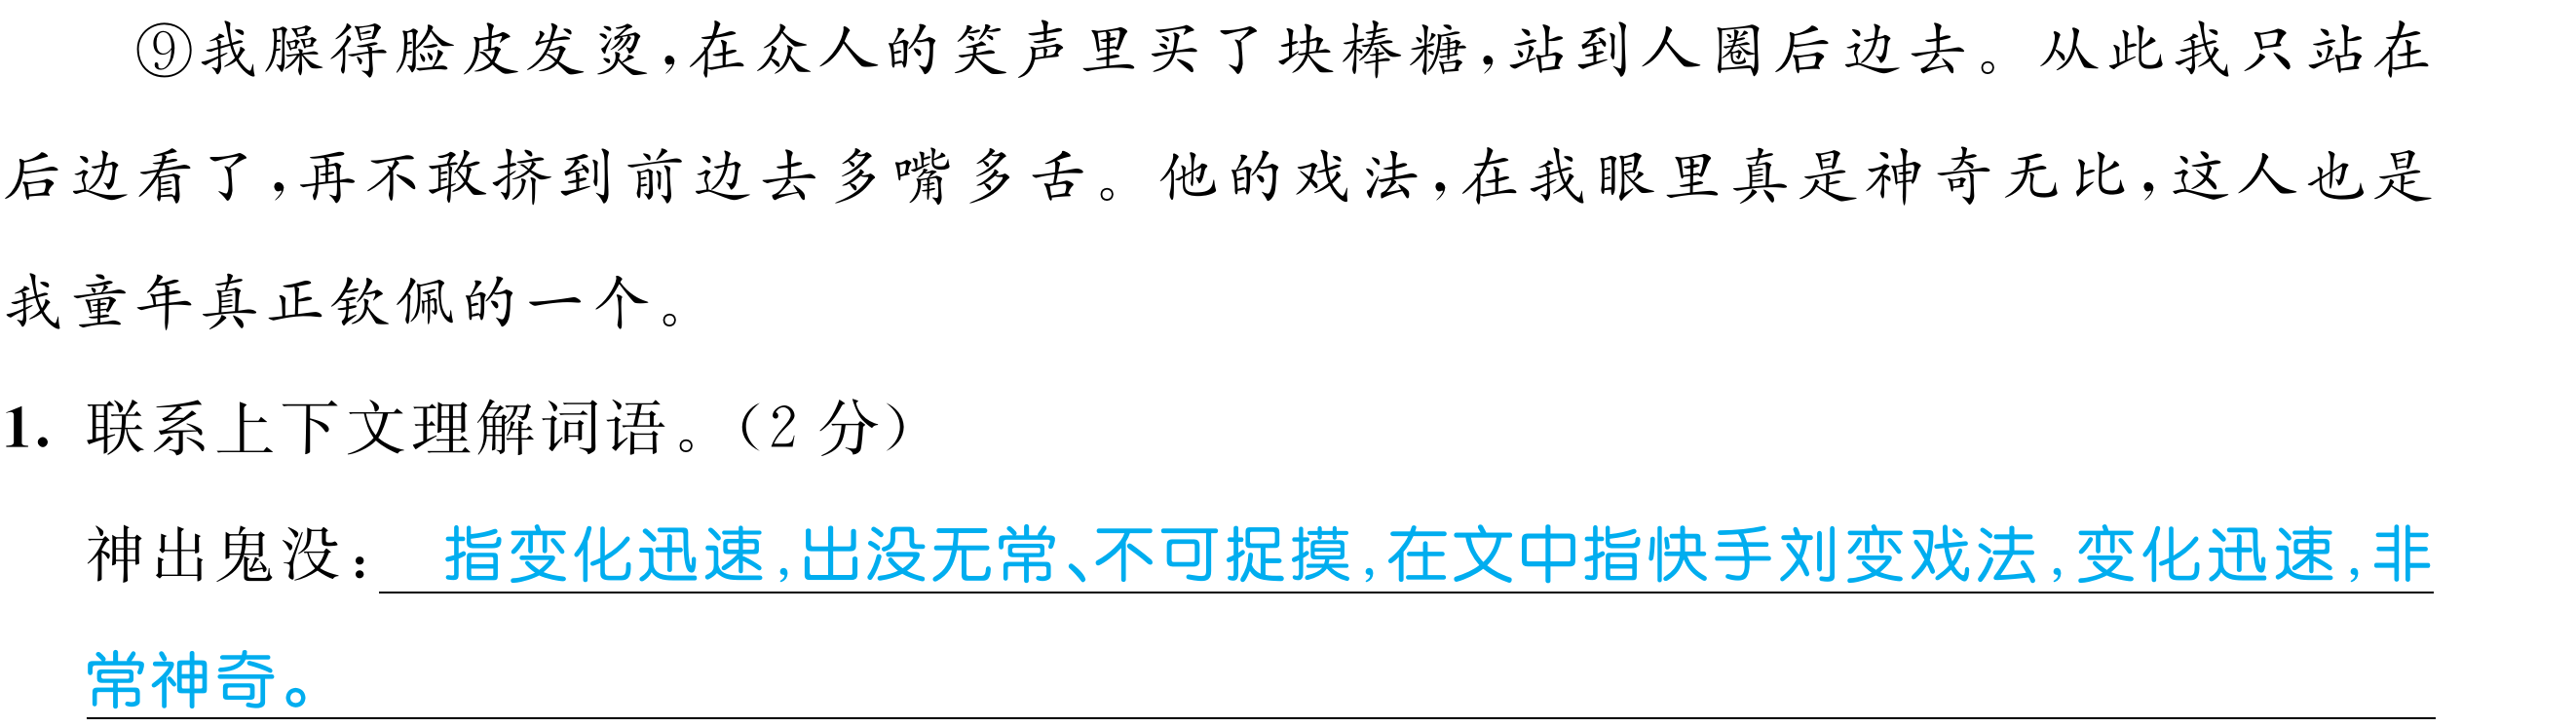 ⑨我臊得脸皮发烫,在众人的笑声里买了块棒糖,站到人圈后边去。从此我只站在
后边看了,再不敢挤到前边去多嘴多舌。他的戏法,在我眼里真是神奇无比,这人也是
我童年真正钦佩的一个。
1. 联系上下文理解词语。(2 分)
神出鬼没: 指变化迅速,出没无常、不可捉摸,在文中指快手刘变戏法,变化迅速,非
常神奇。